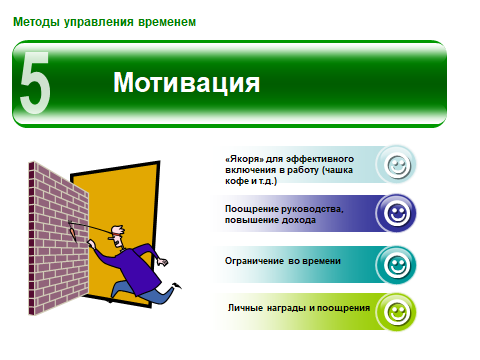 Методы управления временем
5
Мотивация
«Якоря» для эффективного
включения в работу (чашка
кофе и т.д.)
Поощрение руководства,
повышение дохода
Ограничение во времени
Личные награды и поощрения